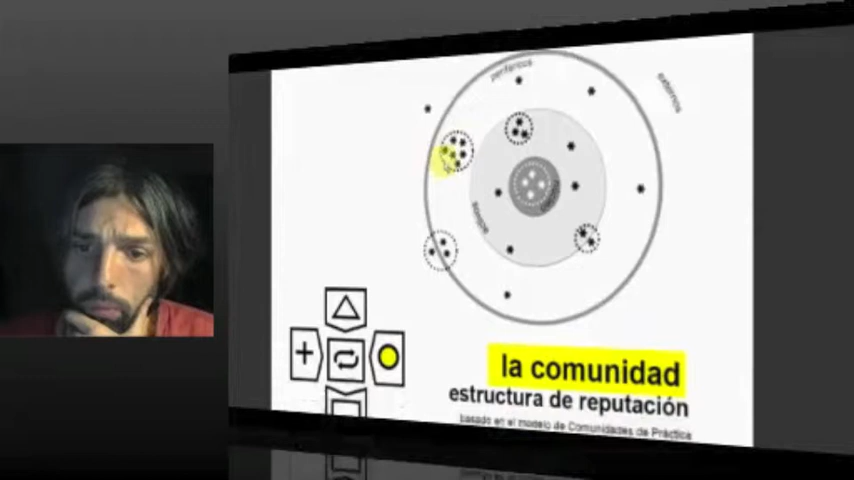 periféricos
externos
la comunidad
estructura de reputación
basado en el modelo de Comunidades de Práctica